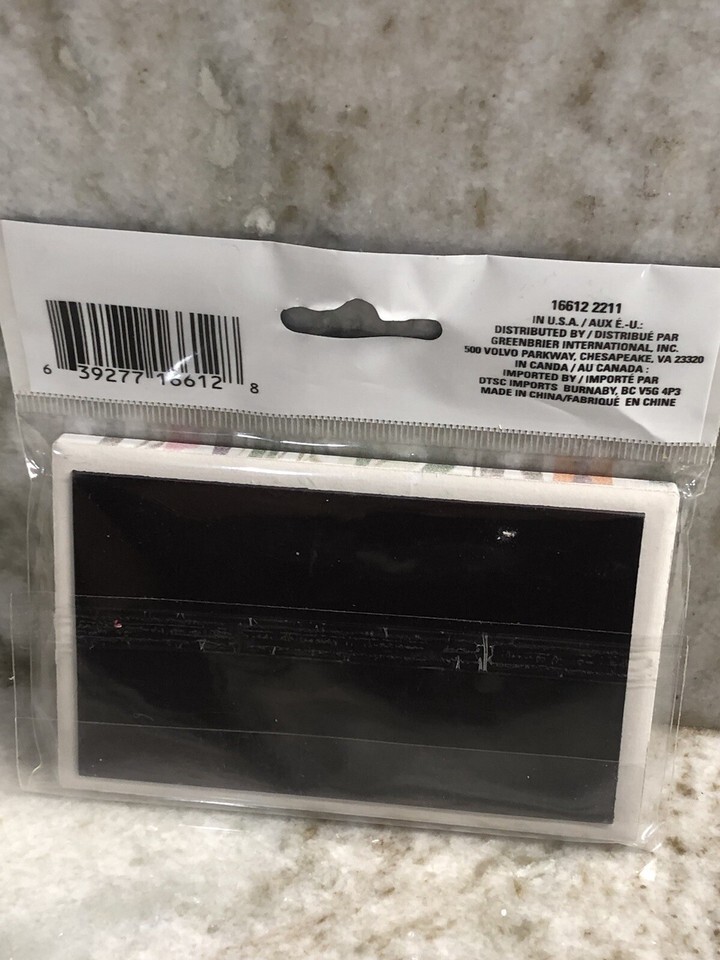 6 39277 16612 8
16612 2211
IN U.S.A. / AUX É.-U.:
DISTRIBUTED BY / DISTRIBUÉ PAR
GREENBRIER INTERNATIONAL, INC.
500 VOLVO PARKWAY, CHESAPEAKE, VA 23320
IN CANDA / AU CANADA :
IMPORTED BY / IMPORTÉ PAR
DTSC IMPORTS BURNABY, BC V5G 4P3
MADE IN CHINA/FABRIQUÉ EN CHINE